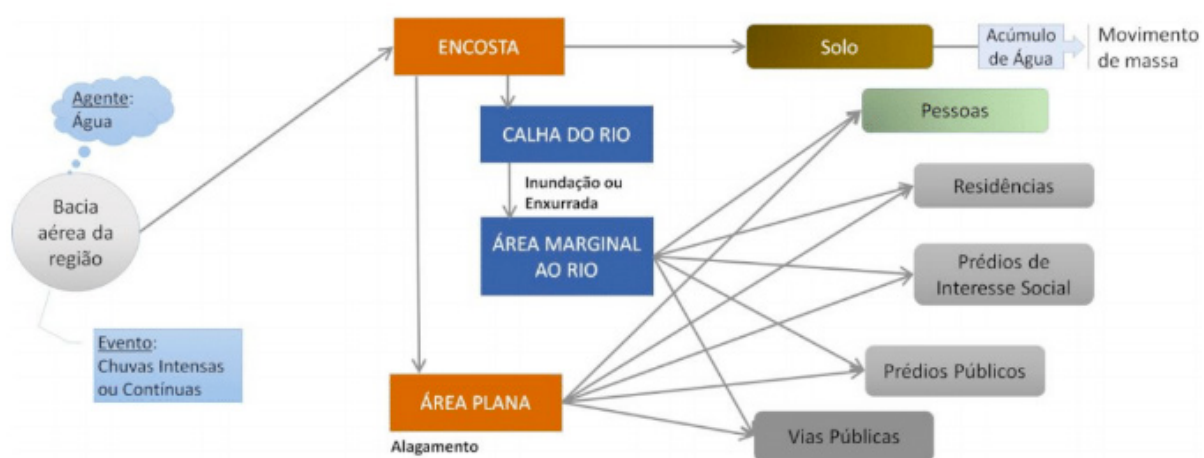 Agente:
Água
Bacia
aérea da
região
Evento:
Chuvas Intensas
ou Contínuas
ENCOSTA
CALHA DO RIO
Inundação ou
Enxurrada
ÁREA MARGINAL
AO RIO
ÁREA PLANA
Alagamento
Solo
Acúmulo
de Água
Movimento
de massa
Pessoas
Residências
Prédios de
Interesse Social
Prédios Públicos
Vias Públicas